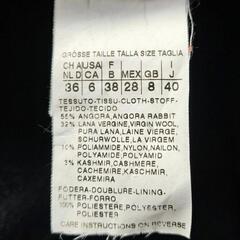 GRÖSSE TAILLE TALLA SIZE TAGLIA
CH A USA F I
NL D CA B MEX GB J
36 6 38 28 8 40
TESSUTO-TISSU-CLOTH-STOFF-
TEJIDO-TECIDO
55% ANGORA, ANGORA RABBIT
32% LANA VERGINE, VIRGIN WOOL,
PURA LANA, SCHURWOLLE, LA VIRGEM
10% POLIAMMIDE, NYLON, NAILON,
POLYAMID, POLIAMIDE, POLYAMIDE
3% KASHMIR, CASHMERE,
CACHEMIRE, KASCHMIR,
CAXEMIRA
FODERA-DOUBLURE-LINING-
FUTTER-FORRO
100% POLIESTERE, POLYESTER,
POLIESTER
CARE INSTRUCTIONS ON REVERSE